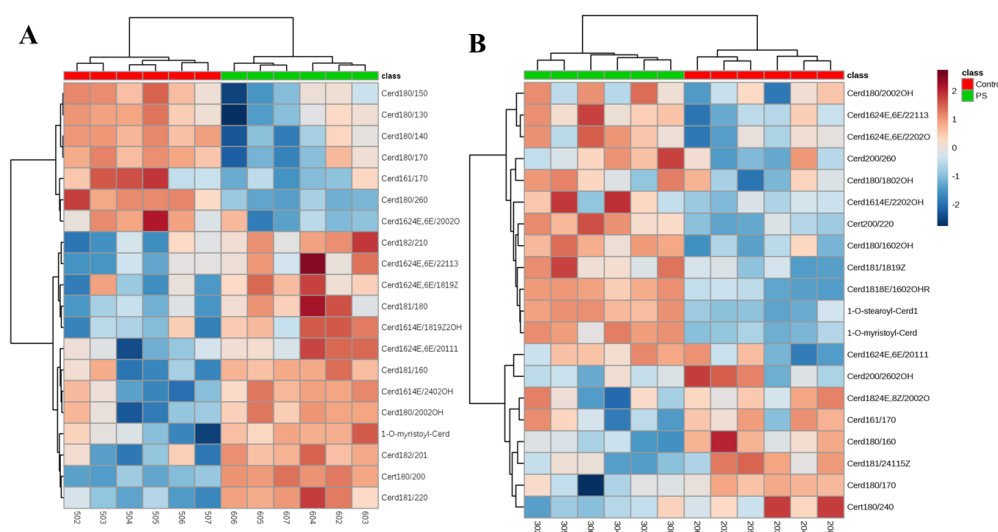 A
class
Cerd180/150
Cerd180/130
Cerd180/140
Cerd180/170
Cerd161/170
Cerd180/260
Cerd1624E,6E/2002O
Cerd182/210
Cerd1624E,6E/22113
Cerd1624E,6E/1819Z
Cerd181/180
Cerd1614E/1819Z2OH
Cerd1624E,6E/20111
Cerd181/160
Cerd1614E/2402OH
Cerd180/2002OH
1-O-myristoyl-Cerd
Cerd182/201
Cert180/200
Cerd181/220
502 503 504 505 506 507 606 605 607 604 602 603
B
class
Cerd180/2002OH
Cerd1624E,6E/22113
Cerd1624E,6E/2202O
Cerd200/260
Cerd180/1802OH
Cerd1614E/2202OH
Cert200/220
Cerd180/1602OH
Cerd181/1819Z
Cerd1818E/1602OHR
1-O-stearoyl-Cerd1
1-O-myristoyl-Cerd
Cerd1624E,6E/20111
Cerd200/2602OH
Cerd1824E,8Z/2002O
Cerd161/170
Cerd180/160
Cerd181/24115Z
Cerd180/170
Cert180/240
class
Contro
PS
2
1
0
-1
-2